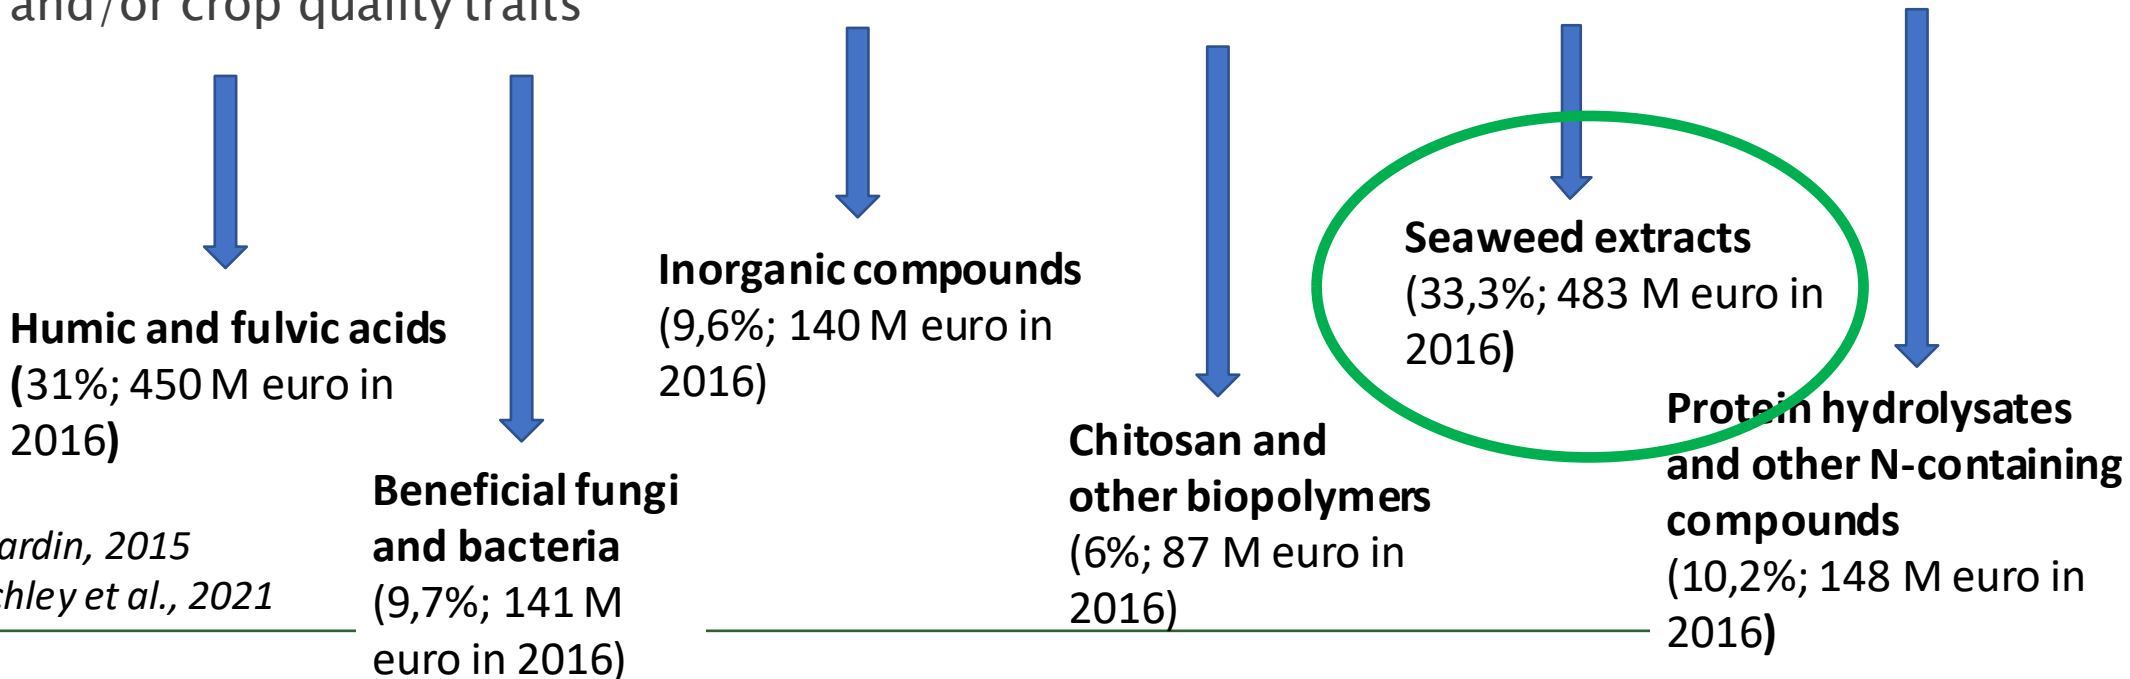 and/or crop quality traits
Humic and fulvic acids
(31%; 450 M euro in
2016)
Beneficial fungi
and bacteria
(9,7%; 141 M
euro in 2016)
Inorganic compounds
(9,6%; 140 M euro in
2016)
Chitosan and
other biopolymers
(6%; 87 M euro in
2016)
Seaweed extracts
(33,3%; 483 M euro in
2016)
Protein hydrolysates
and other N-containing
compounds
(10,2%; 148 M euro in
2016)
ardin, 2015
chley et al., 2021